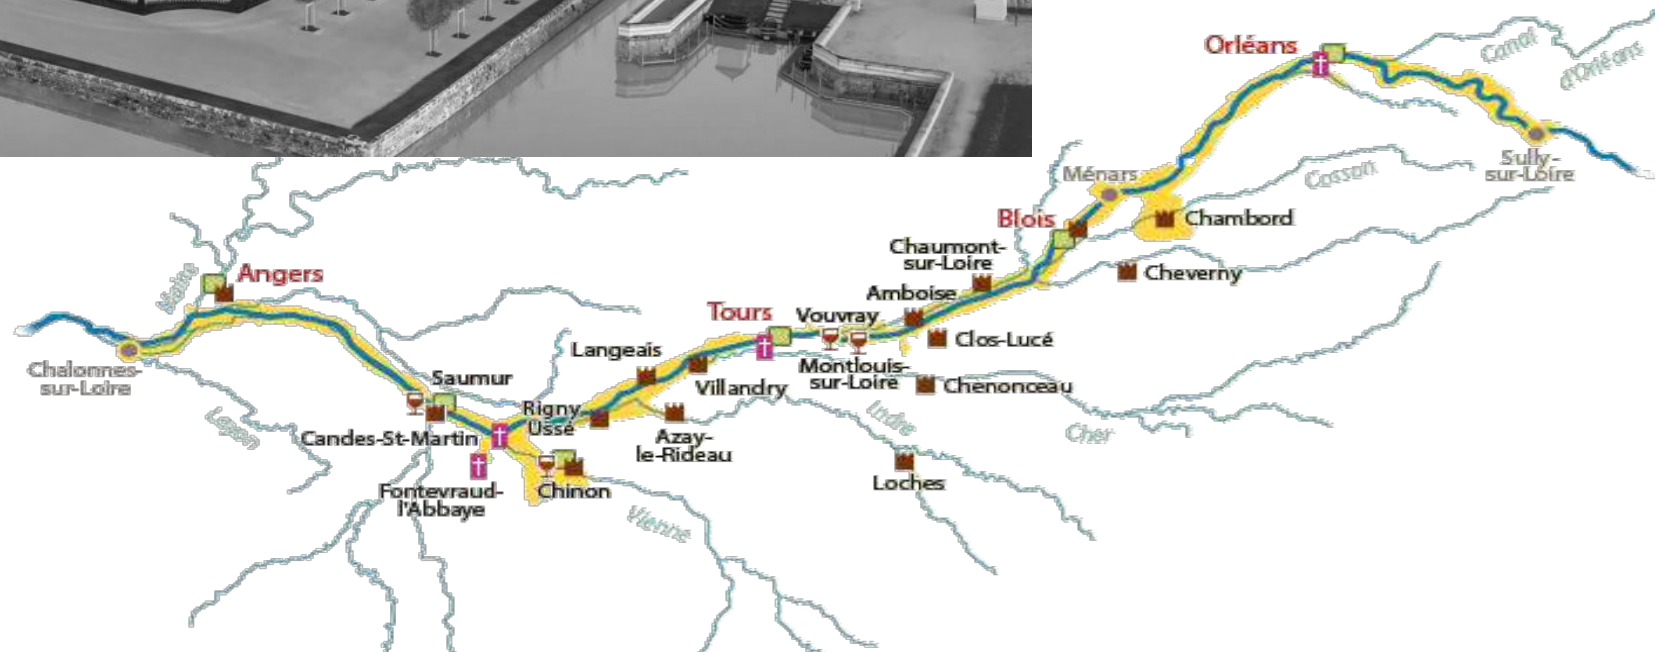 Orléans
Canal
d'Orléans
Sully-
sur-Loire
Cosson
Ménars
Chambord
Blois
Cheverny
Chaumont-
sur-Loire
Amboise
Clos-Lucé
Maine
Angers
Tours
Vouvray
Montlouis-
sur-Loire
Chenonceau
Langeais
Villandry
Chalonnes-
sur-Loire
Saumur
Layon
Rigny
Ussé
Candes-St-Martin
Azay-
le-Rideau
Indre
Cher
Loches
Fontevraud-
l'Abbaye
Chinon
Vienne